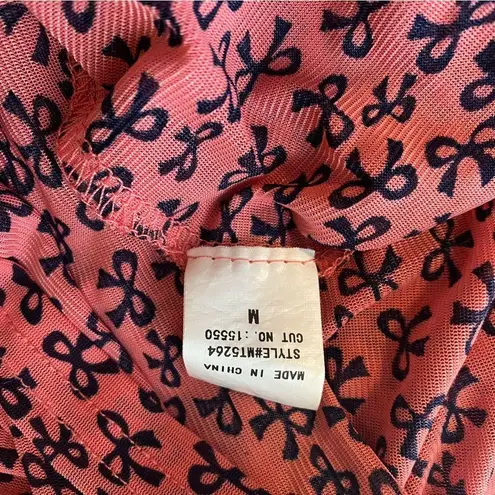 MADE IN CHINA
STYLE#MT5264
CUT NO.:15550
M